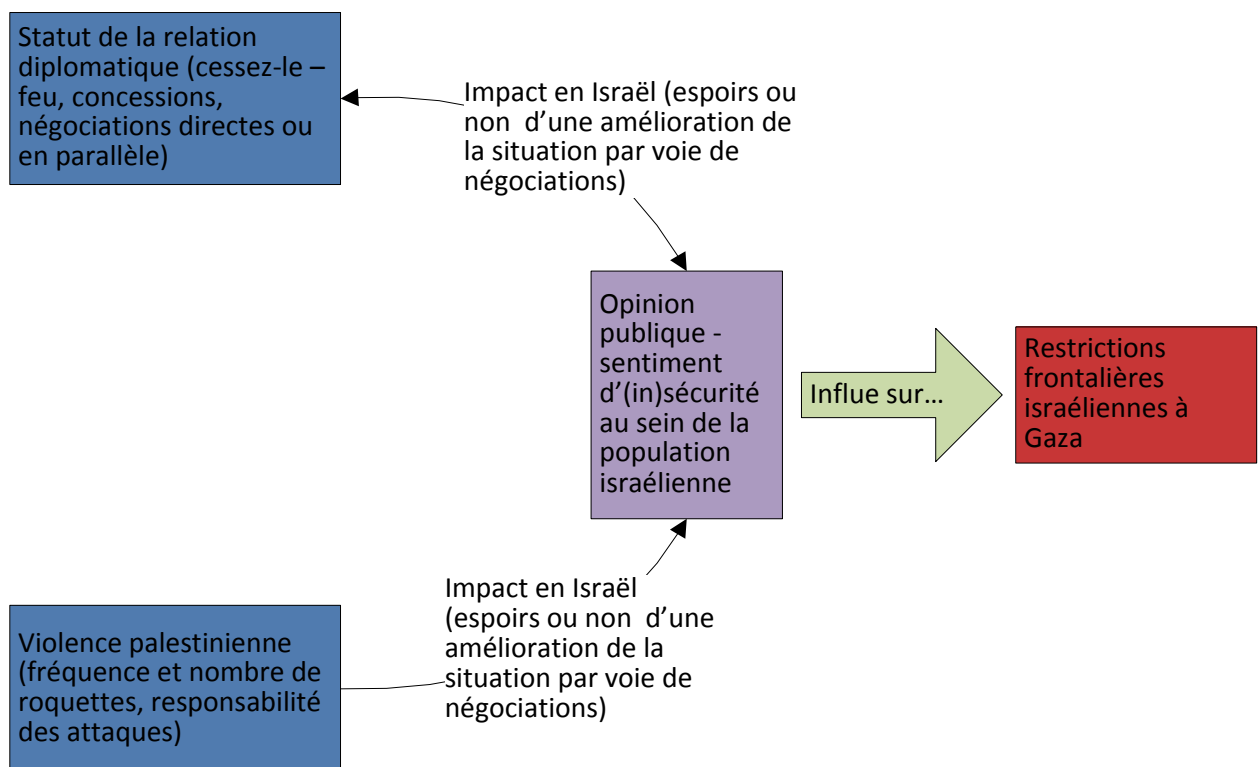 Statut de la relation
diplomatique (cessez-le –
feu, concessions,
négociations directes ou
en parallèle)
Impact en Israël (espoirs ou
non d’une amélioration de
la situation par voie de
négociations)
Opinion
publique -
sentiment
d’(in)sécurité
au sein de la
population
israélienne
Influe sur…
Restrictions
frontalières
israéliennes à
Gaza
Violence palestinienne
(fréquence et nombre de
roquettes, responsabilité
des attaques)
Impact en Israël
(espoirs ou non d’une
amélioration de la
situation par voie de
négociations)